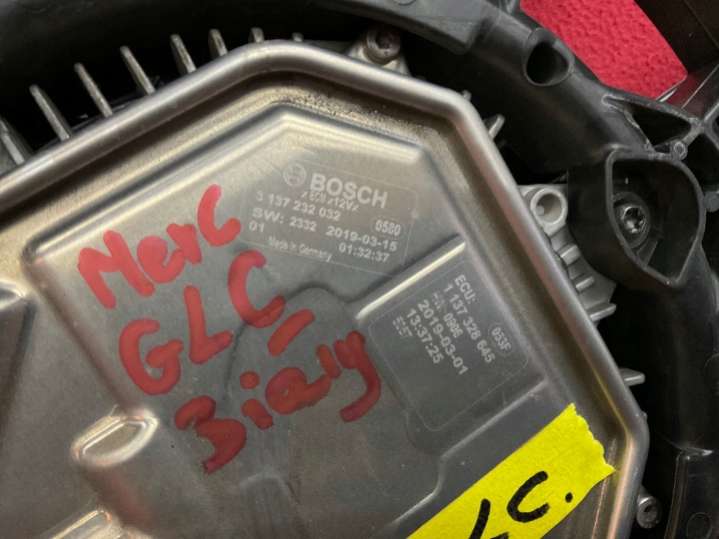 BOSCH
3 137 232 032 0580
SW: 2332 2019-03-15
01 01:32:37
Made in Germany
ECU: 053F
1 137 328 645
2019-03-01
13:37:25
Merc
GLC
Biały
C.